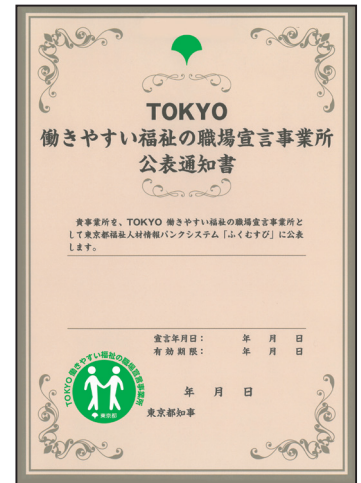 TOKYO
働きやすい福祉の職場宣言事業所
公表通知書
貴事業所を、TOKYO 働きやすい福祉の職場宣言事業所と
して東京都福祉人材情報バンクシステム「ふくむすび」に公表
します。
宣言年月日： 年 月 日
有効期限： 年 月 日
年 月 日
東京都知事
TOKYO働きやすい福祉の職場宣言事業所
東京都